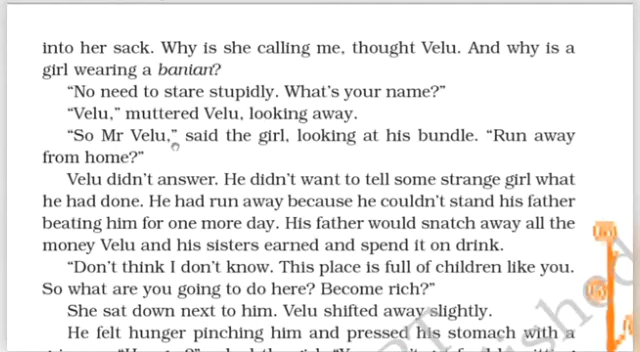 into her sack. Why is she calling me, thought Velu. And why is a
girl wearing a banian?
“No need to stare stupidly. What’s your name?”
“Velu,” muttered Velu, looking away.
“So Mr Velu,” said the girl, looking at his bundle. “Run away
from home?”
Velu didn’t answer. He didn’t want to tell some strange girl what
he had done. He had run away because he couldn’t stand his father
beating him for one more day. His father would snatch away all the
money Velu and his sisters earned and spend it on drink.
“Don’t think I don’t know. This place is full of children like you.
So what are you going to do here? Become rich?”
She sat down next to him. Velu shifted away slightly.
He felt hunger pinching him and pressed his stomach with a